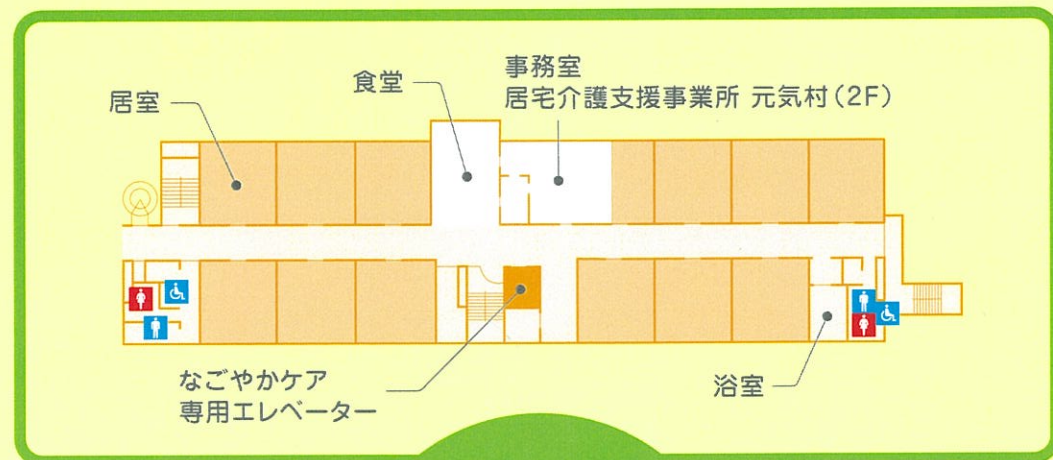 居室
食堂
事務室
居宅介護支援事業所 元気村（2F）
なごやかケア
専用エレベーター
浴室